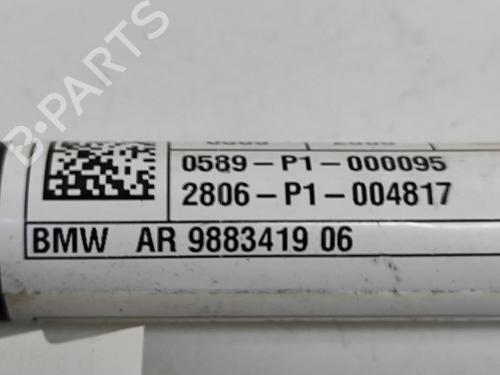 B-PARTS
0589-P1-000095
2806-P1-004817
BMW AR 9883419 06